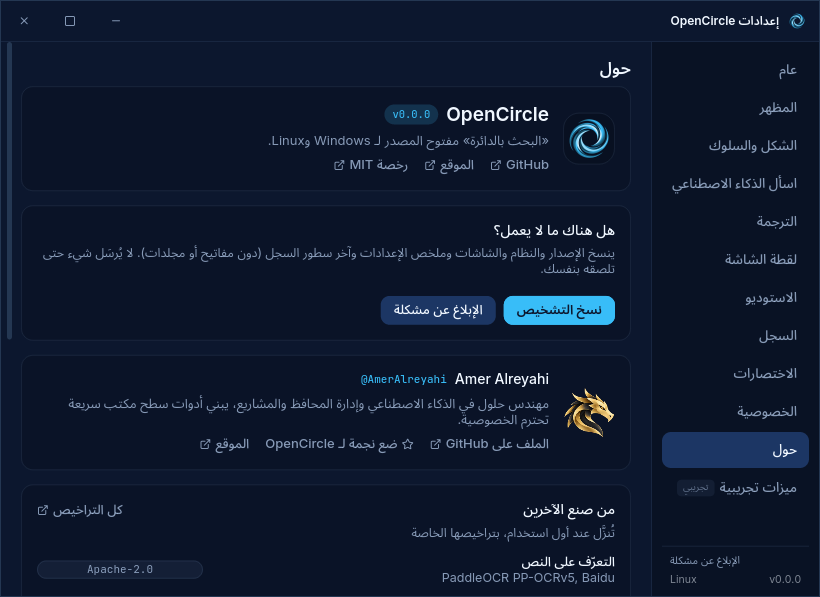 إعدادات OpenCircle
عام
المظهر
الشكل والسلوك
اسأل الذكاء الاصطناعي
الترجمة
لقطة الشاشة
الاستوديو
السجل
الاختصارات
الخصوصية
حول
ميزات تجريبية تجريبي
الإبلاغ عن مشكلة
Linux v0.0.0
حول
OpenCircle v0.0.0
«البحث بالدائرة» مفتوح المصدر لـ Windows وLinux.
GitHub الموقع رخصة MIT
هل هناك ما لا يعمل؟
ينسخ الإصدار والنظام والشاشات وملخص الإعدادات وآخر سطور السجل (دون مفاتيح أو مجلدات). لا يُرسَل شيء حتى
تلصقه بنفسك.
نسخ التشخيص الإبلاغ عن مشكلة
Amer Alreyahi @AmerAlreyahi
مهندس حلول في الذكاء الاصطناعي وإدارة المحافظ والمشاريع، يبني أدوات سطح مكتب سريعة
تحترم الخصوصية.
الملف على GitHub ضع نجمة لـ OpenCircle الموقع
من صنع الآخرين كل التراخيص
تُنزَّل عند أول استخدام، بتراخيصها الخاصة
التعرّف على النص
PaddleOCR PP-OCRv5, Baidu
Apache-2.0